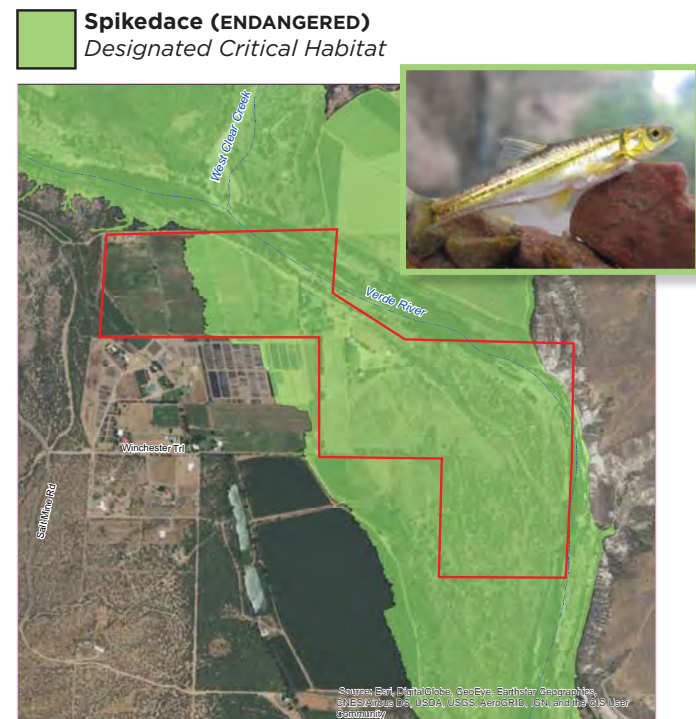 Spikedace (ENDANGERED)
Designated Critical Habitat
West Clear Creek
Verde River
Winchester Trl
Salt Mine Rd
Source: Esri, DigitalGlobe, GeoEye, Earthstar Geographics,
CNES/Airbus DS, USDA, USGS, AeroGRID, IGN, and the GIS User
Community